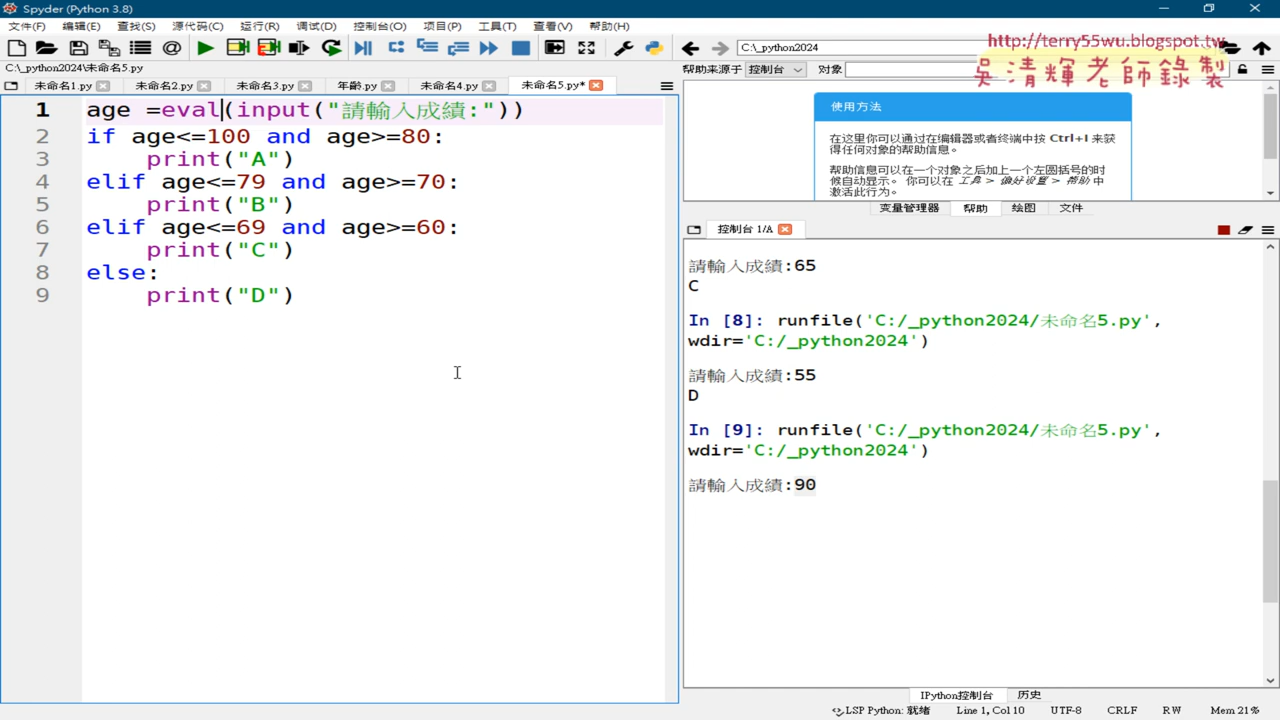 Spyder (Python 3.8)
文件(F) 编辑(E) 查找(S) 源代码(C) 运行(R) 调试(D) 控制台(O) 项目(P) 工具(T) 查看(V) 帮助(H)
C:\_python2024
http://terry55wu.blogspot.tw
吳清輝老師錄製
C:\_python2024\未命名5.py
帮助来源于 控制台 对象
未命名1.py 未命名2.py 未命名3.py 年龄.py 未命名4.py 未命名5.py*
1 age =eval(input("請輸入成績:"))
2 if age<=100 and age>=80:
3 print("A")
4 elif age<=79 and age>=70:
5 print("B")
6 elif age<=69 and age>=60:
7 print("C")
8 else:
9 print("D")
使用方法
在这里你可以通过在编辑器或者终端中按 Ctrl+I 来获
得任何对象的帮助信息。
帮助信息可以在一个对象之后加上一个左圆括号的时
候自动显示。 你可以在 工具 > 偏好设置 > 帮助 中
激活此行为。
变量管理器 帮助 绘图 文件
控制台 1/A
請輸入成績:65
C
In [8]: runfile('C:/_python2024/未命名5.py',
wdir='C:/_python2024')
請輸入成績:55
D
In [9]: runfile('C:/_python2024/未命名5.py',
wdir='C:/_python2024')
請輸入成績:90
IPython控制台 历史
LSP Python: 就绪 Line 1, Col 10 UTF-8 CRLF RW Mem 21%